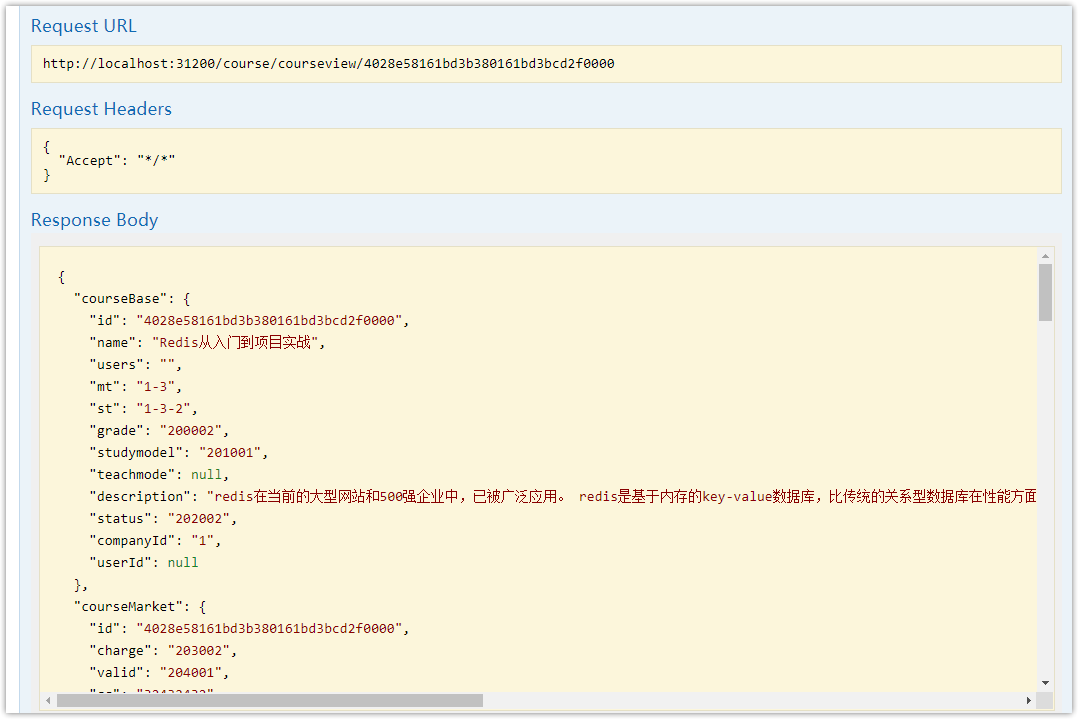 Request URL
http://localhost:31200/course/courseview/4028e58161bd3b380161bd3bcd2f0000
Request Headers
{
"Accept": "*/*"
}
Response Body
{
"courseBase": {
"id": "4028e58161bd3b380161bd3bcd2f0000",
"name": "Redis从入门到项目实战",
"users": "",
"mt": "1-3",
"st": "1-3-2",
"grade": "200002",
"studymodel": "201001",
"teachmode": null,
"description": "redis在当前的大型网站和500强企业中，已被广泛应用。 redis是基于内存的key-value数据库，比传统的关系型数据库在性能方面
"status": "202002",
"companyId": "1",
"userId": null
},
"courseMarket": {
"id": "4028e58161bd3b380161bd3bcd2f0000",
"charge": "203002",
"valid": "204001",